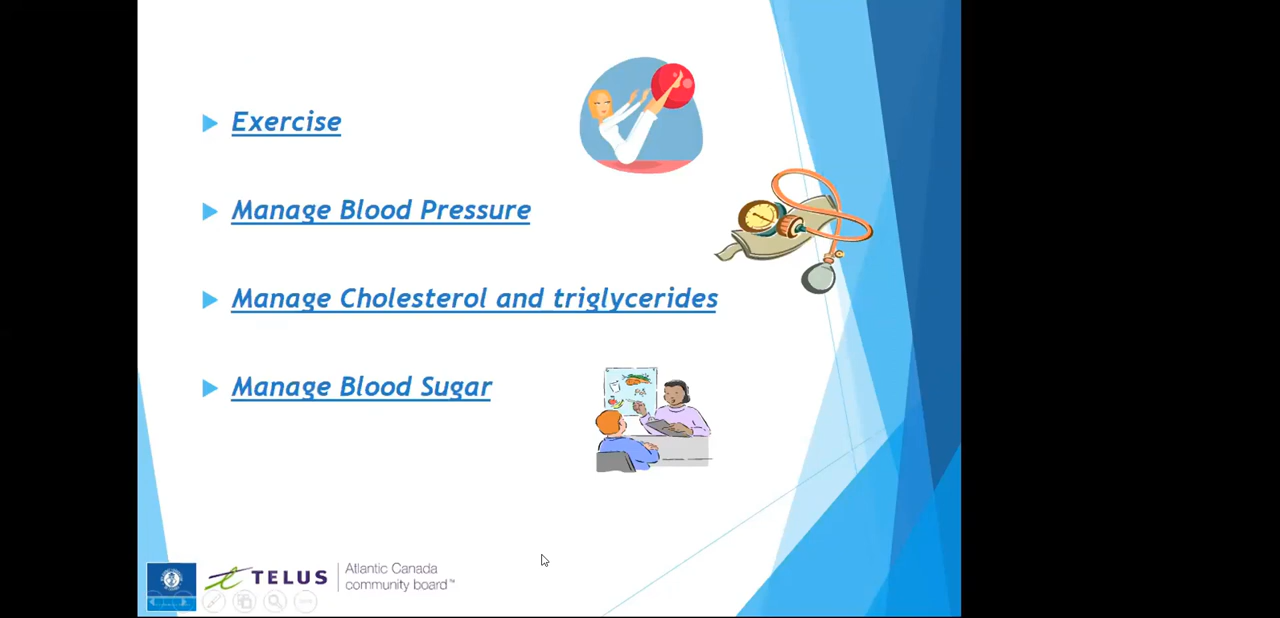 Exercise
Manage Blood Pressure
Manage Cholesterol and triglycerides
Manage Blood Sugar
TELUS
Atlantic Canada
community board™